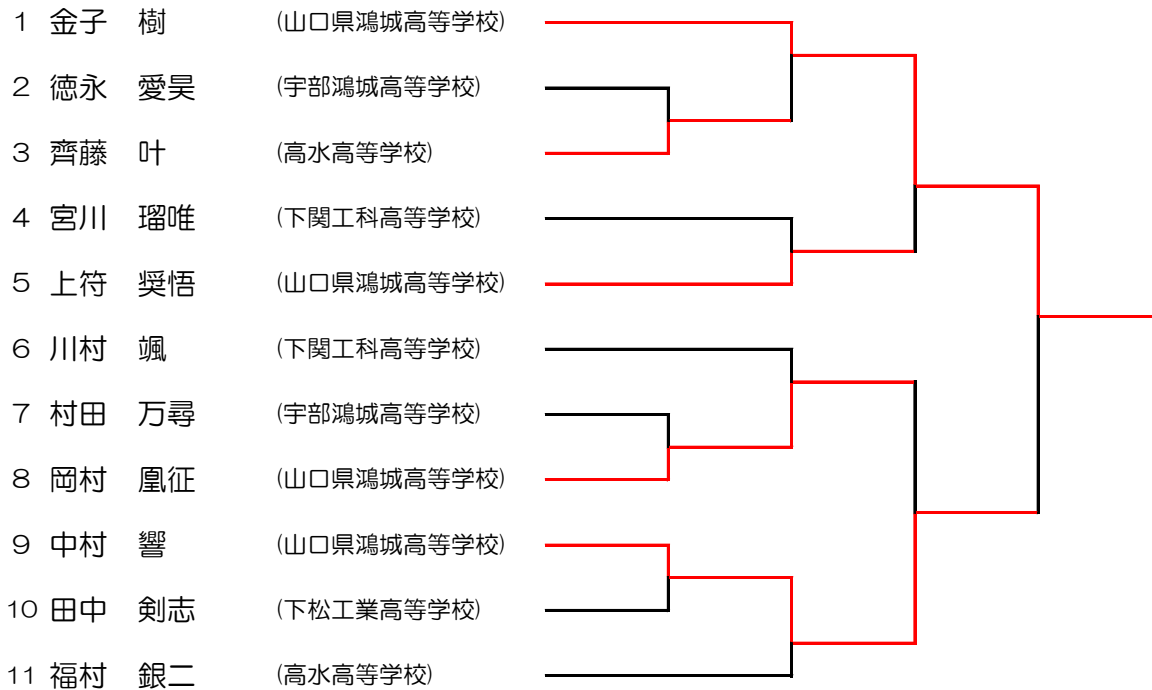 1 金子 樹 (山口県鴻城高等学校)
2 徳永 愛昊 (宇部鴻城高等学校)
3 齊藤 叶 (高水高等学校)
4 宮川 瑠唯 (下関工科高等学校)
5 上符 奨悟 (山口県鴻城高等学校)
6 川村 颯 (下関工科高等学校)
7 村田 万尋 (宇部鴻城高等学校)
8 岡村 凰征 (山口県鴻城高等学校)
9 中村 響 (山口県鴻城高等学校)
10 田中 剣志 (下松工業高等学校)
11 福村 銀二 (高水高等学校)